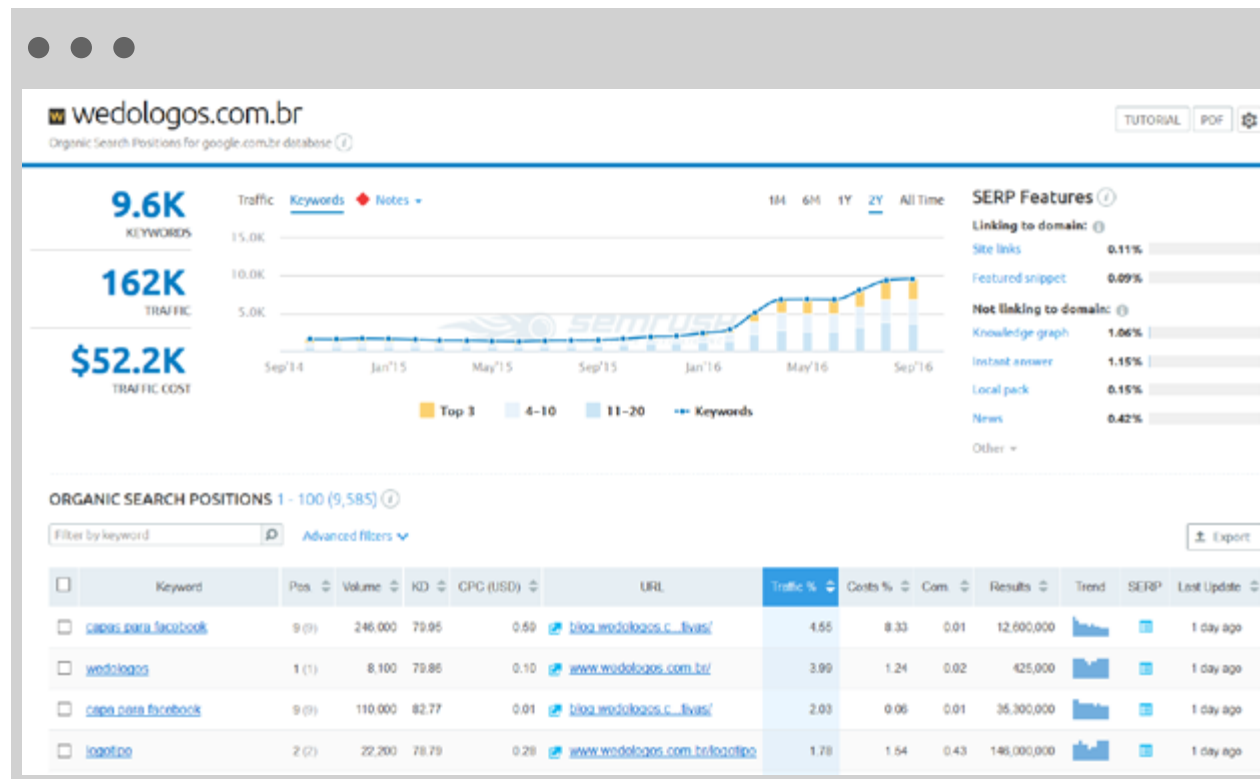 wedologos.com.br
TUTORIAL PDF
Organic Search Positions for google.com.br database
9.6K
KEYWORDS
162K
TRAFFIC
$52.2K
TRAFFIC COST
Traffic Keywords Notes 1M 6M 1Y 2Y All Time
15.0K
10.0K
5.0K
semrush
Sep'14 Jan'15 May'15 Sep'15 Jan'16 May'16 Sep'16
Top 3 4-10 11-20 Keywords
SERP Features
Linking to domain:
Site links 0.11%
Featured snippet 0.09%
Not linking to domain:
Knowledge graph 1.06%
Instant answer 1.15%
Local pack 0.15%
News 0.42%
Other
ORGANIC SEARCH POSITIONS 1 - 100 (9,585)
Filter by keyword Advanced filters Export
Keyword Pos. Volume KD CPC (USD) URL Traffic % Costs % Com. Results Trend SERP Last Update
capas para facebook 9 (9) 246,000 79.95 0.59 blog.wedologos.c...tivas/ 4.55 8.33 0.01 12,600,000 1 day ago
wedologos 1 (1) 8,100 79.86 0.10 www.wedologos.com.br/ 3.99 1.24 0.02 425,000 1 day ago
capa para facebook 9 (9) 110,000 82.77 0.01 blog.wedologos.c...tivas/ 2.03 0.06 0.01 35,300,000 1 day ago
logotipo 2 (2) 22,200 78.79 0.28 www.wedologos.com.br/logotipo 1.78 1.54 0.43 146,000,000 1 day ago